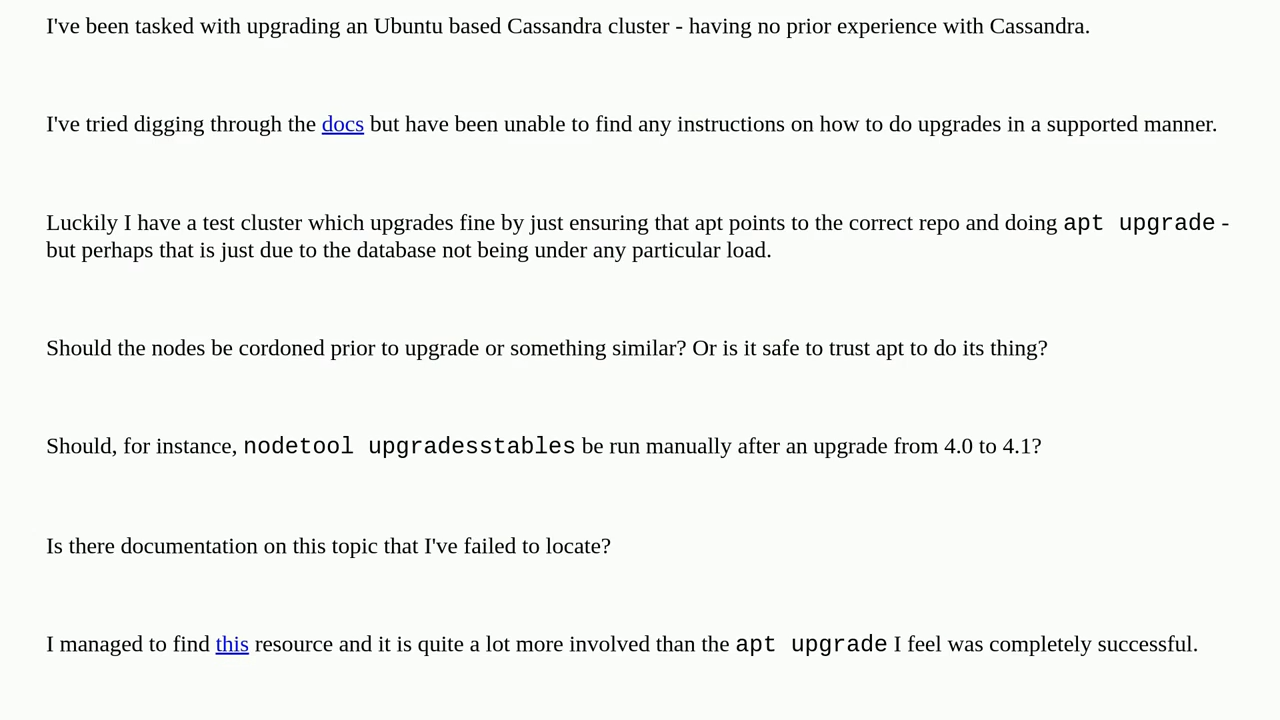 I've been tasked with upgrading an Ubuntu based Cassandra cluster - having no prior experience with Cassandra.
I've tried digging through the docs but have been unable to find any instructions on how to do upgrades in a supported manner.
Luckily I have a test cluster which upgrades fine by just ensuring that apt points to the correct repo and doing apt upgrade -
but perhaps that is just due to the database not being under any particular load.
Should the nodes be cordoned prior to upgrade or something similar? Or is it safe to trust apt to do its thing?
Should, for instance, nodetool upgradesstables be run manually after an upgrade from 4.0 to 4.1?
Is there documentation on this topic that I've failed to locate?
I managed to find this resource and it is quite a lot more involved than the apt upgrade I feel was completely successful.